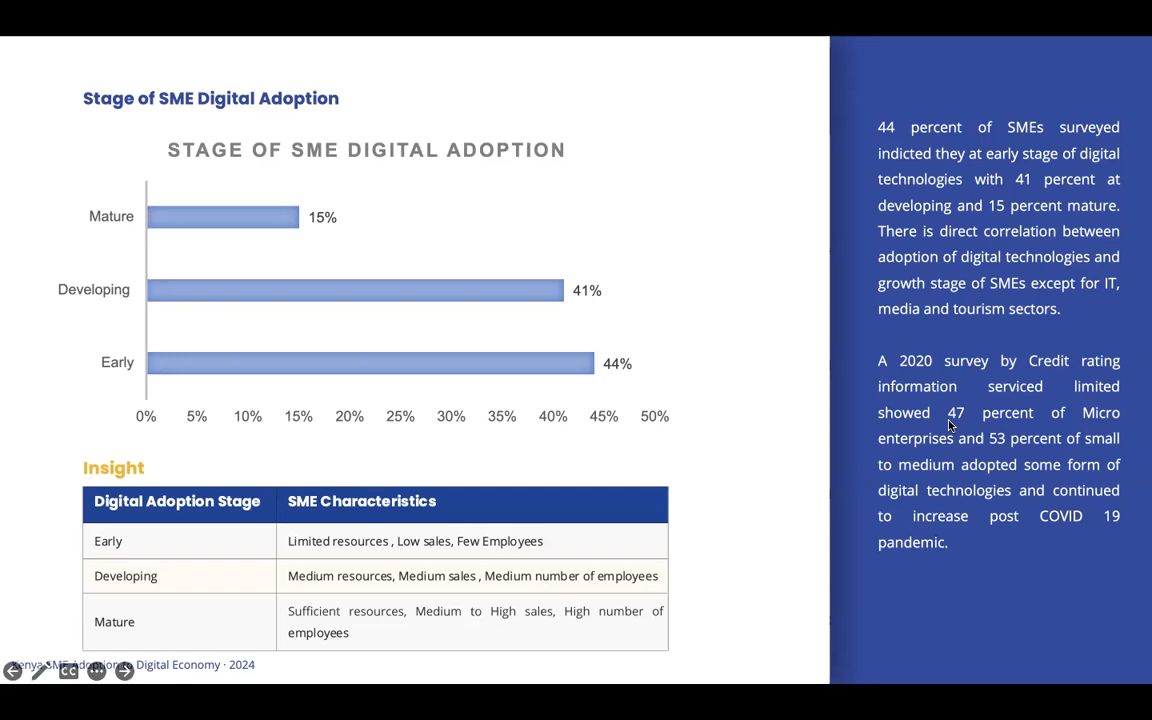 Stage of SME Digital Adoption
STAGE OF SME DIGITAL ADOPTION
Mature
15%
Developing
41%
Early
44%
0% 5% 10% 15% 20% 25% 30% 35% 40% 45% 50%
Insight
Digital Adoption Stage SME Characteristics
Early Limited resources , Low sales, Few Employees
Developing Medium resources, Medium sales , Medium number of employees
Mature Sufficient resources, Medium to High sales, High number of
employees
Kenya SME Adoption to Digital Economy · 2024
CC
44 percent of SMEs surveyed
indicted they at early stage of digital
technologies with 41 percent at
developing and 15 percent mature.
There is direct correlation between
adoption of digital technologies and
growth stage of SMEs except for IT,
media and tourism sectors.
A 2020 survey by Credit rating
information serviced limited
showed 47 percent of Micro
enterprises and 53 percent of small
to medium adopted some form of
digital technologies and continued
to increase post COVID 19
pandemic.